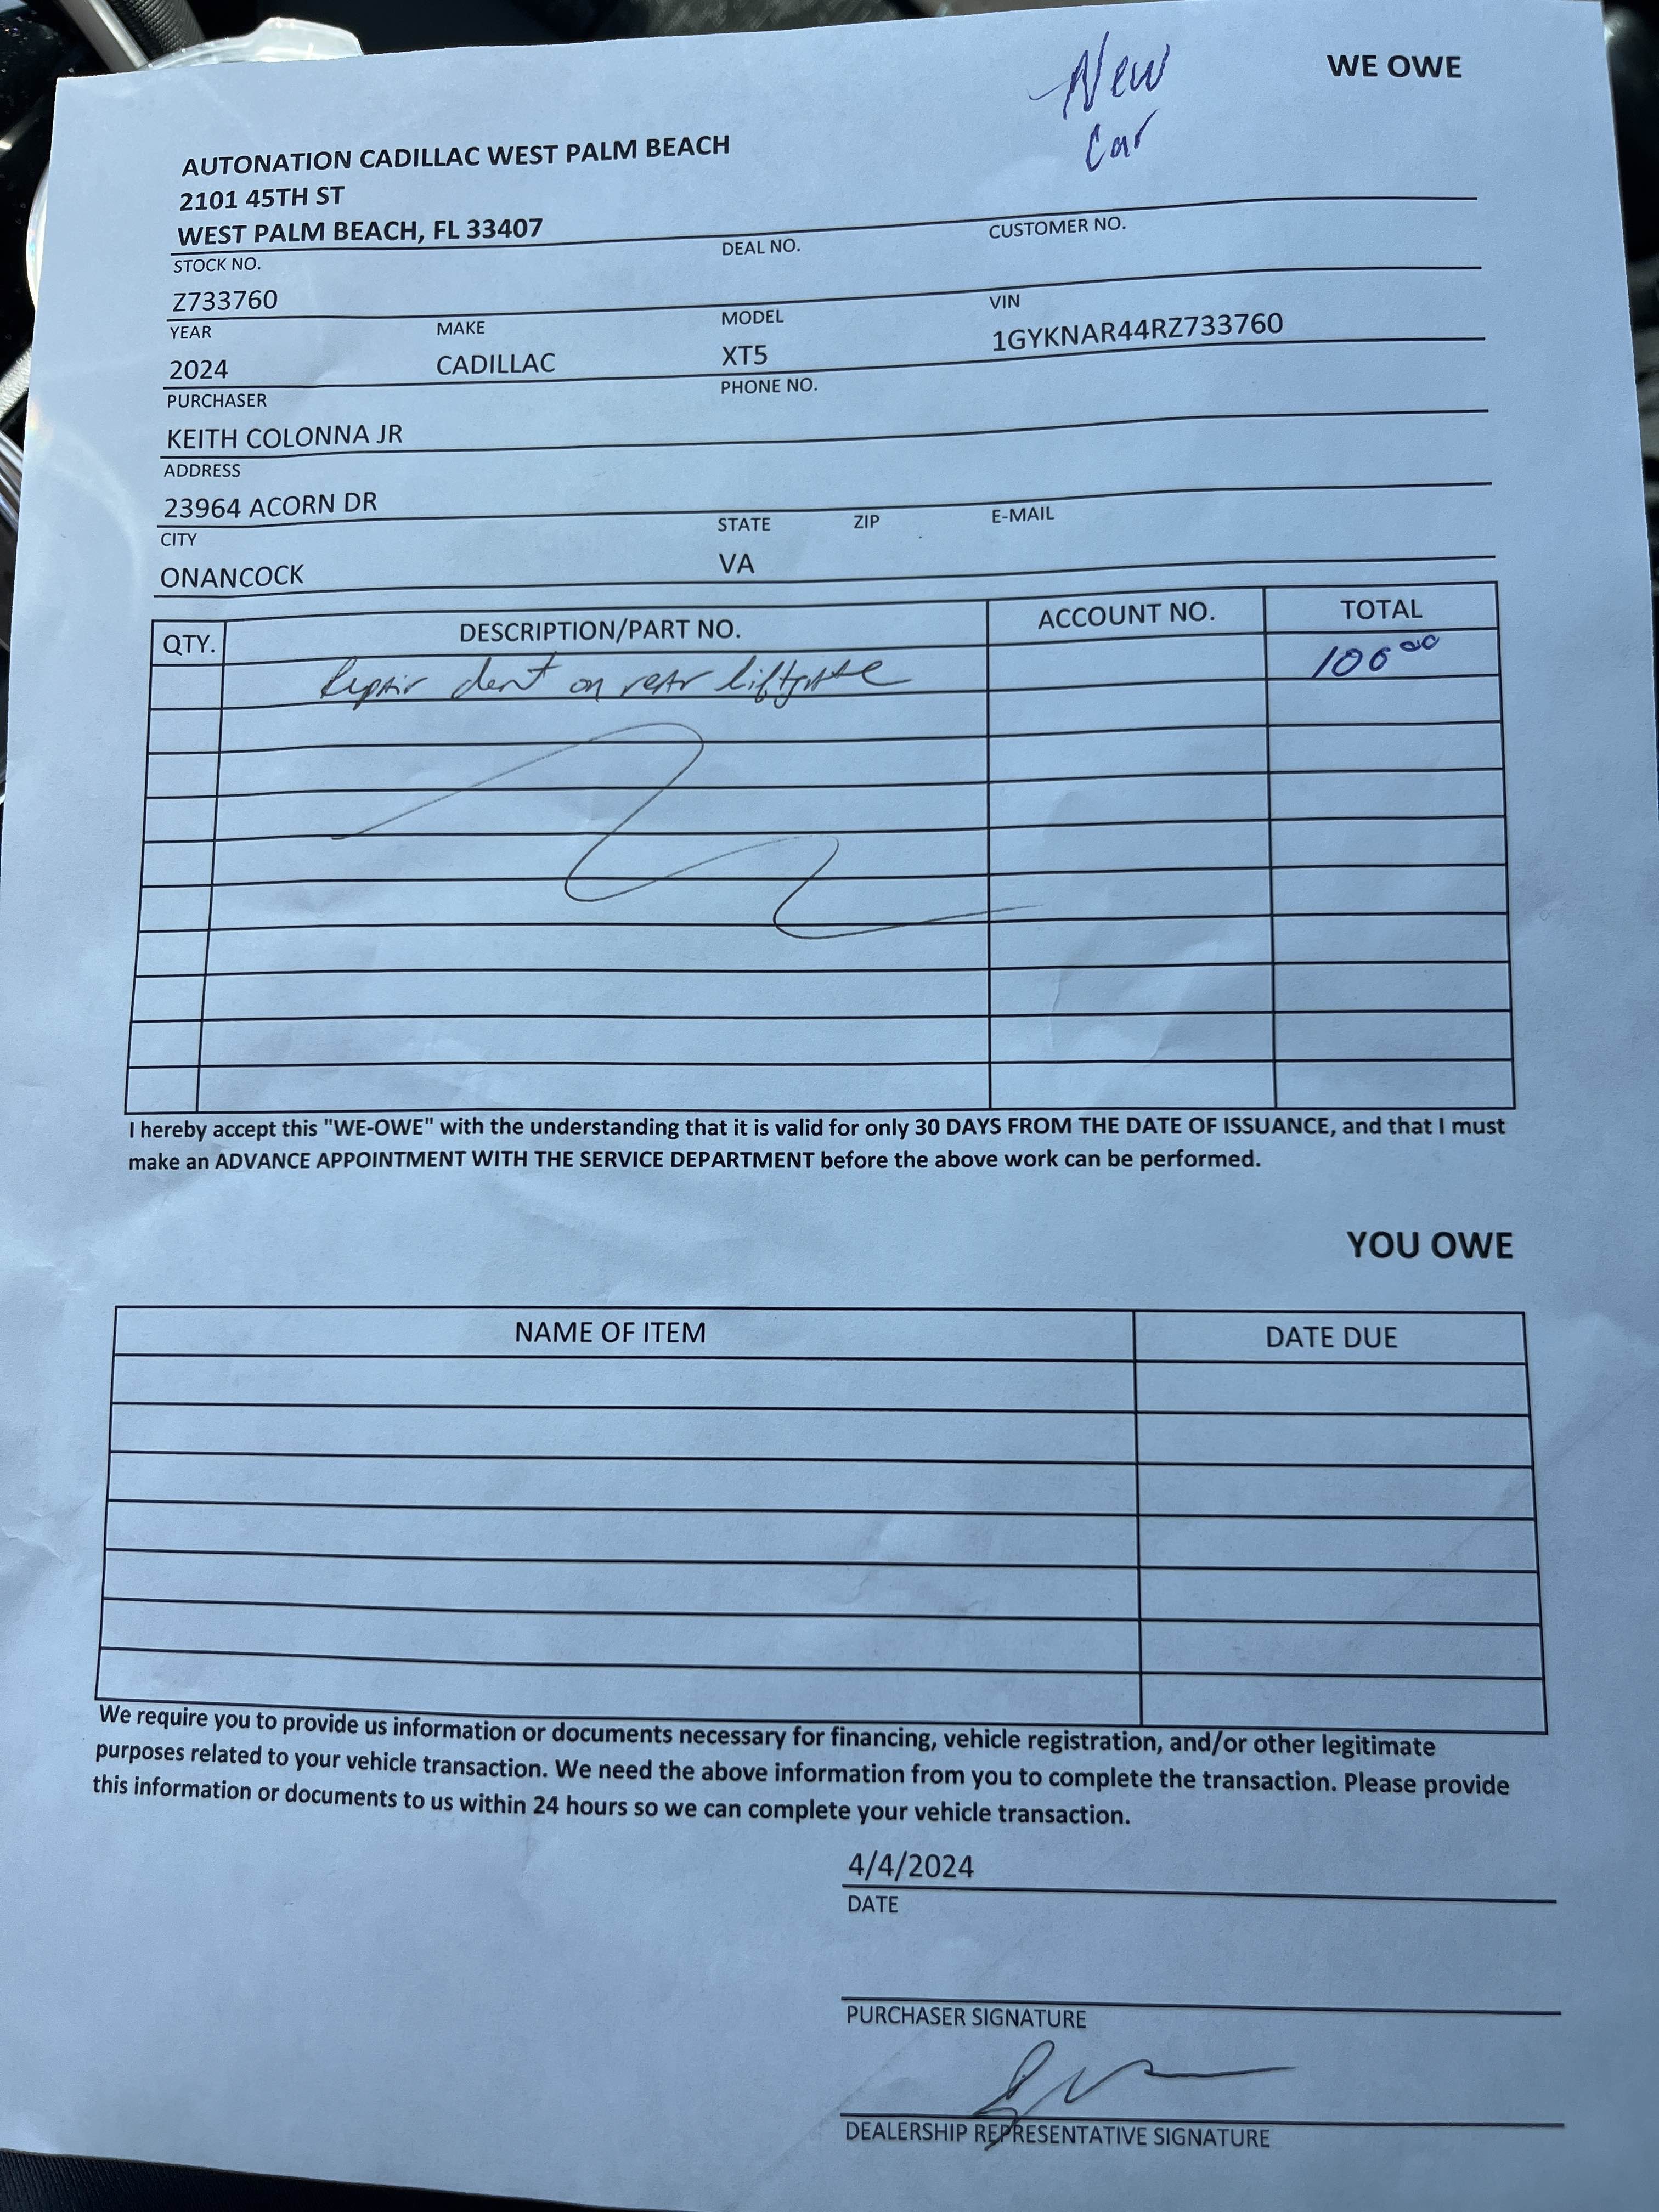 New
Car
WE OWE
AUTONATION CADILLAC WEST PALM BEACH
2101 45TH ST
WEST PALM BEACH, FL 33407
STOCK NO. DEAL NO. CUSTOMER NO.
Z733760
YEAR MAKE MODEL VIN
2024 CADILLAC XT5 1GYKNAR44RZ733760
PURCHASER PHONE NO.
KEITH COLONNA JR
ADDRESS
23964 ACORN DR
CITY STATE ZIP E-MAIL
ONANCOCK VA
QTY. DESCRIPTION/PART NO. ACCOUNT NO. TOTAL
Repair dent on rear liftgate 100 00
I hereby accept this "WE-OWE" with the understanding that it is valid for only 30 DAYS FROM THE DATE OF ISSUANCE, and that I must
make an ADVANCE APPOINTMENT WITH THE SERVICE DEPARTMENT before the above work can be performed.
YOU OWE
NAME OF ITEM DATE DUE
We require you to provide us information or documents necessary for financing, vehicle registration, and/or other legitimate
purposes related to your vehicle transaction. We need the above information from you to complete the transaction. Please provide
this information or documents to us within 24 hours so we can complete your vehicle transaction.
4/4/2024
DATE
PURCHASER SIGNATURE
DEALERSHIP REPRESENTATIVE SIGNATURE